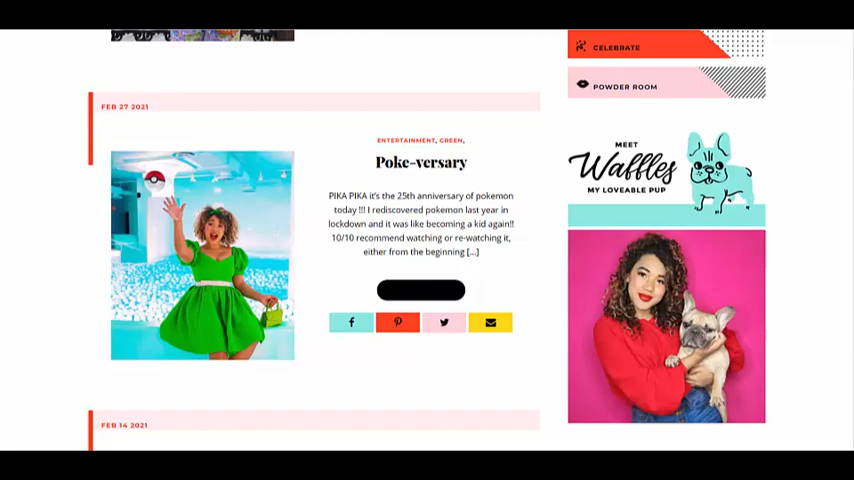 CELEBRATE
POWDER ROOM
FEB 27 2021
ENTERTAINMENT, GREEN,
Poke-versary
PIKA PIKA it's the 25th anniversary of pokemon
today !!! I rediscovered pokemon last year in
lockdown and it was like becoming a kid again!!
10/10 recommend watching or re-watching it,
either from the beginning [...]
MEET
Waffles
MY LOVEABLE PUP
FEB 14 2021